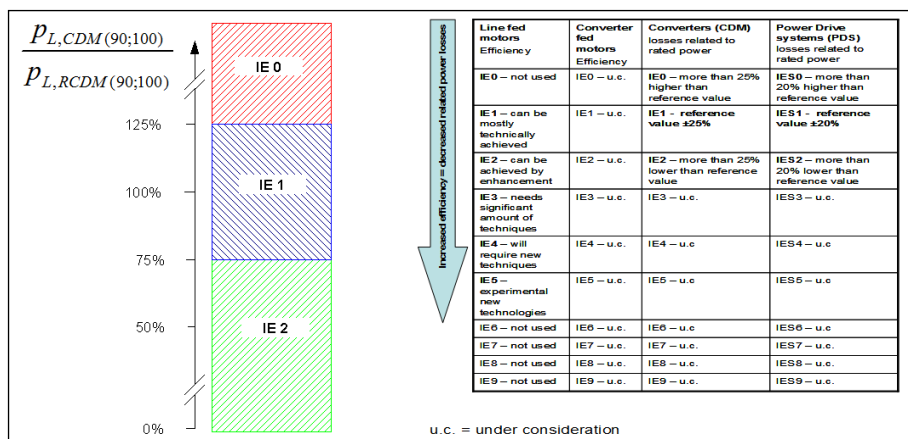 p_{L,CDM (90;100)}
p_{L,RCDM (90;100)}
IE 0
125%
IE 1
100%
75%
IE 2
50%
0%
Increased efficiency = decreased related power losses
Line fed motors Efficiency | Converter fed motors Efficiency | Converters (CDM) losses related to rated power | Power Drive systems (PDS) losses related to rated power
IE0 – not used | IE0 – u.c. | IE0 – more than 25% higher than reference value | IES0 – more than 20% higher than reference value
IE1 – can be mostly technically achieved | IE1 – u.c. | IE1 - reference value ±25% | IES1 - reference value ±20%
IE2 – can be achieved by enhancement | IE2 – u.c. | IE2 – more than 25% lower than reference value | IES2 – more than 20% lower than reference value
IE3 – needs significant amount of techniques | IE3 – u.c. | IE3 – u.c. | IES3 – u.c.
IE4 – will require new techniques | IE4 – u.c. | IE4 – u.c | IES4 – u.c
IE5 – experimental new technologies | IE5 – u.c. | IE5 – u.c | IES5 – u.c
IE6 – not used | IE6 – u.c. | IE6 – u.c | IES6 – u.c
IE7 – not used | IE7 – u.c. | IE7 – u.c. | IES7 – u.c.
IE8 – not used | IE8 – u.c. | IE8 – u.c. | IES8 – u.c.
IE9 – not used | IE9 – u.c. | IE9 – u.c. | IES9 – u.c.
u.c. = under consideration